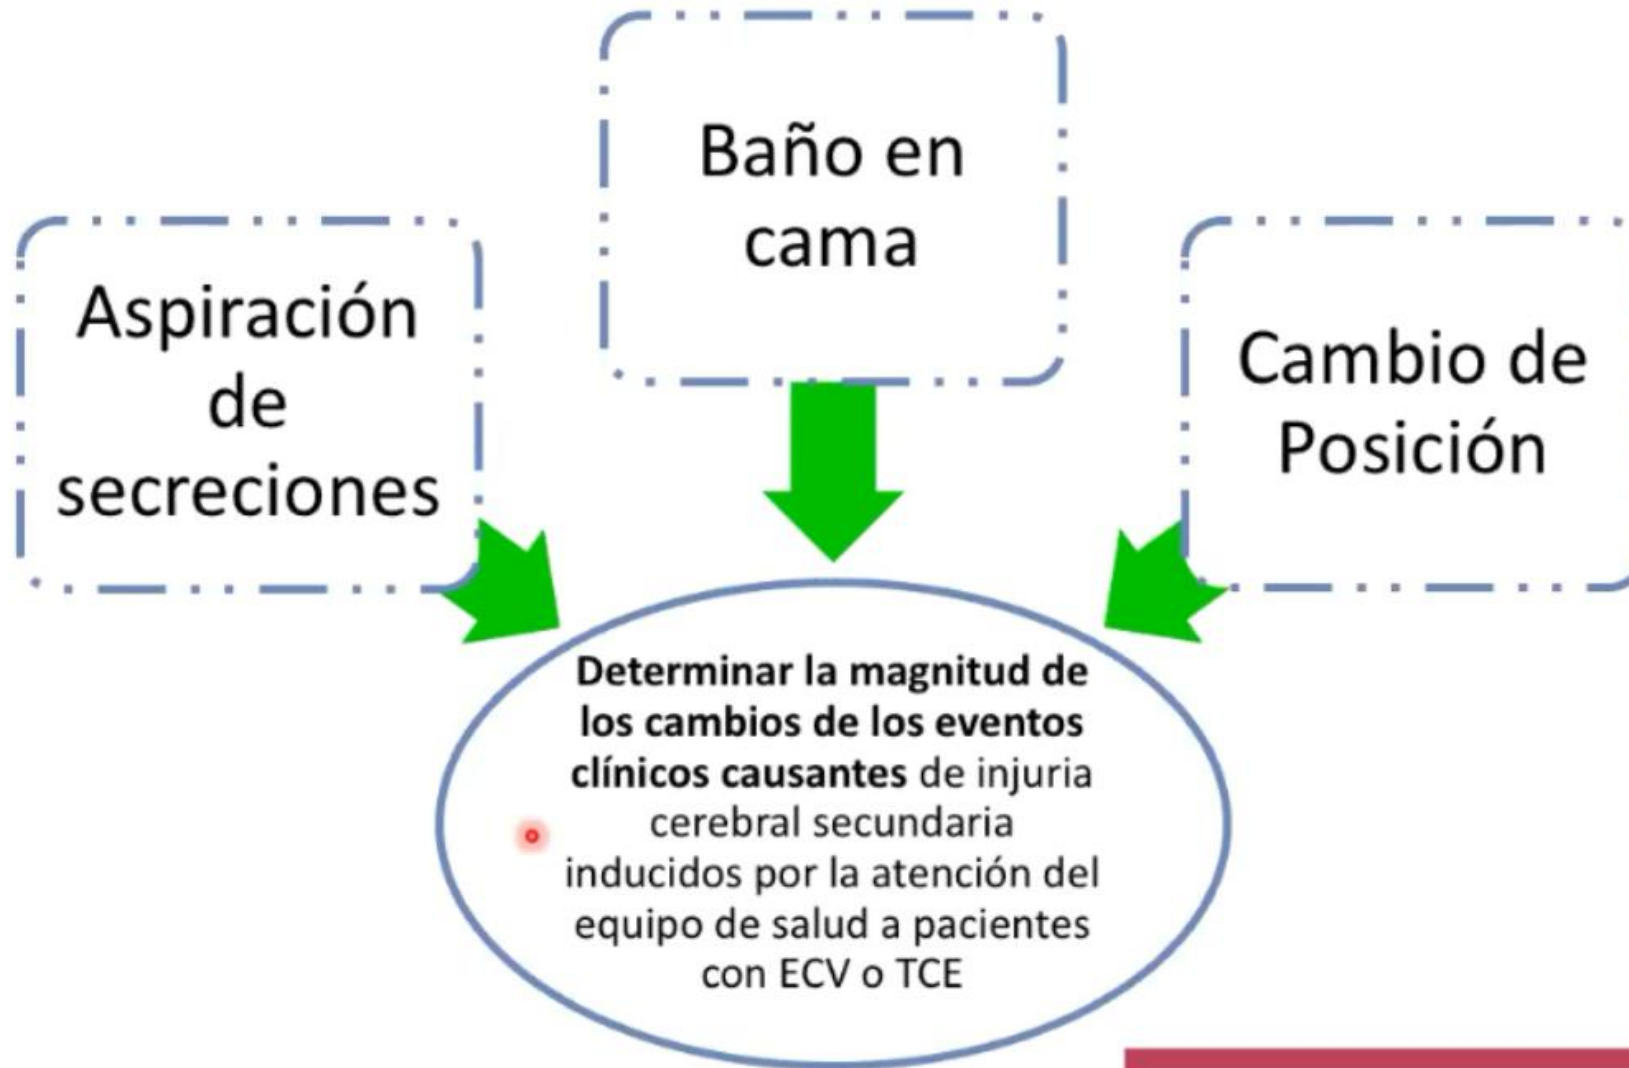 Baño en
cama
Aspiración
de
secreciones
Cambio de
Posición
Determinar la magnitud de
los cambios de los eventos
clínicos causantes de injuria
cerebral secundaria
inducidos por la atención del
equipo de salud a pacientes
con ECV o TCE